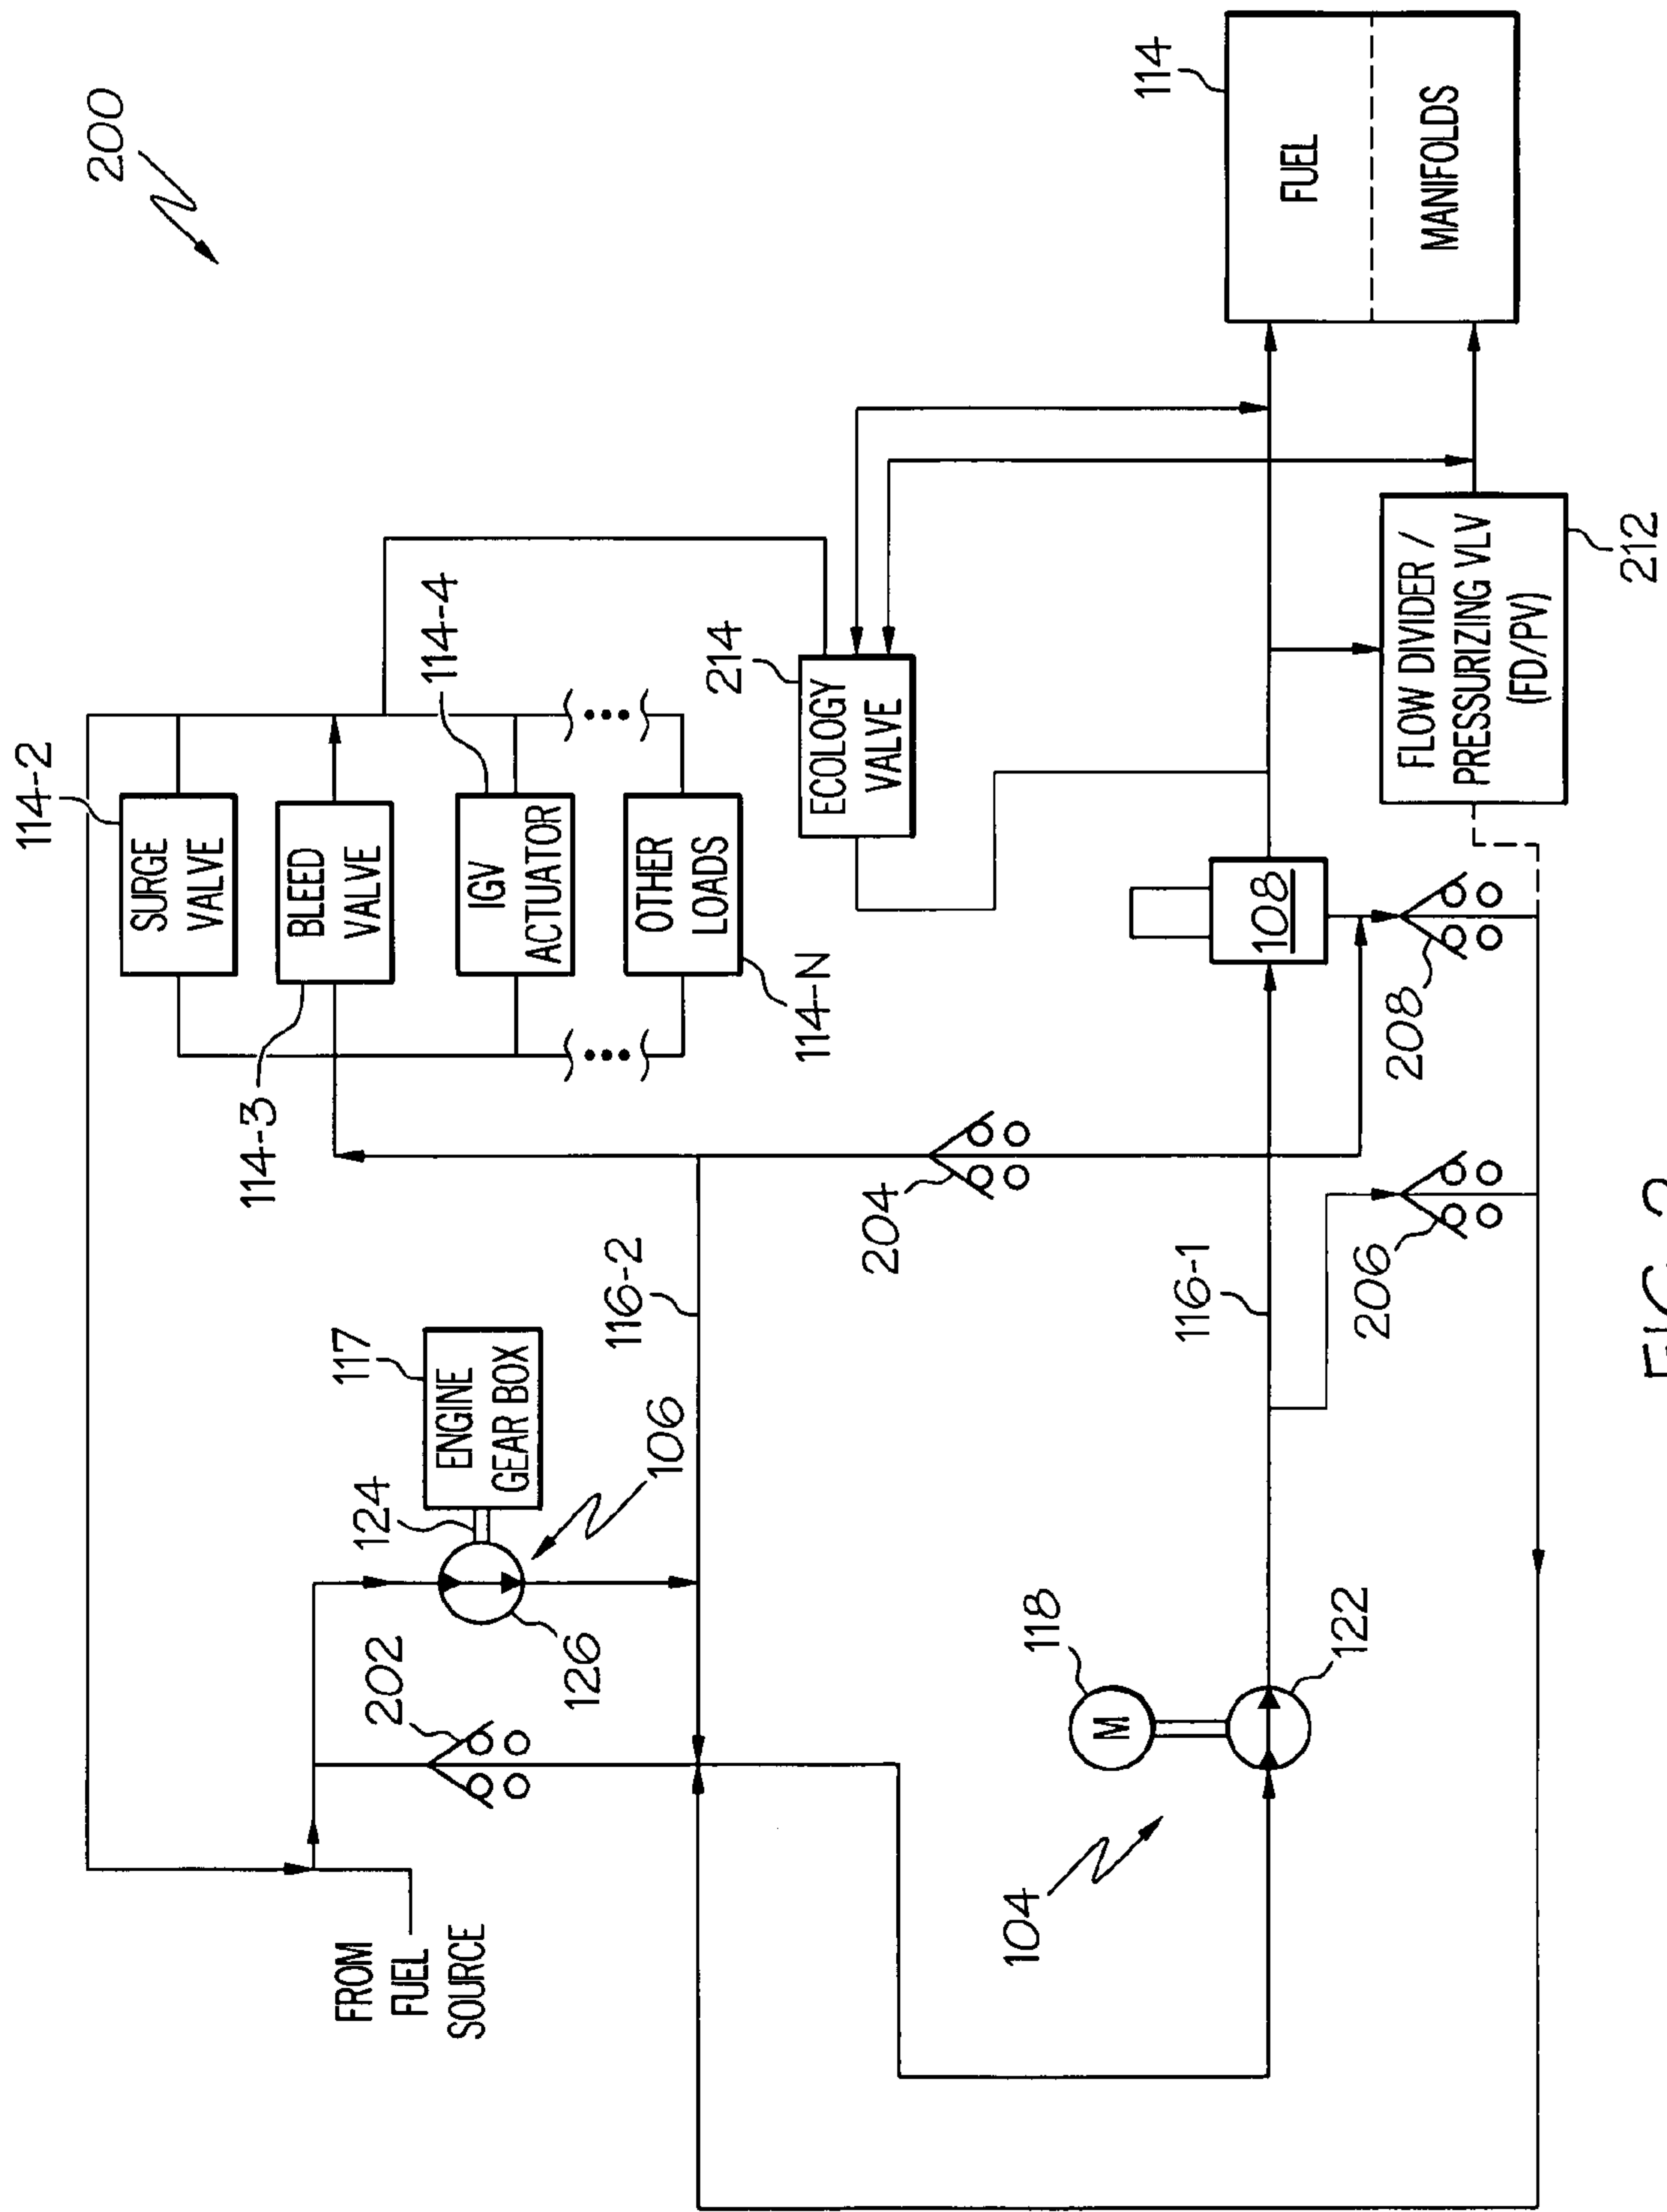 200
114-2
SURGE
VALVE
114-3
BLEED
VALVE
114-4
IGV
ACTUATOR
OTHER
LOADS
114-N
FROM
FUEL
SOURCE
202
124
126
117
ENGINE
GEAR BOX
106
116-2
214
ECOLOGY
VALVE
204
104
118
M
122
116-1
206
108
208
114
FUEL
MANIFOLDS
FLOW DIVIDER /
PRESSURIZING VLV
(FD/PV)
212
FIG. 2